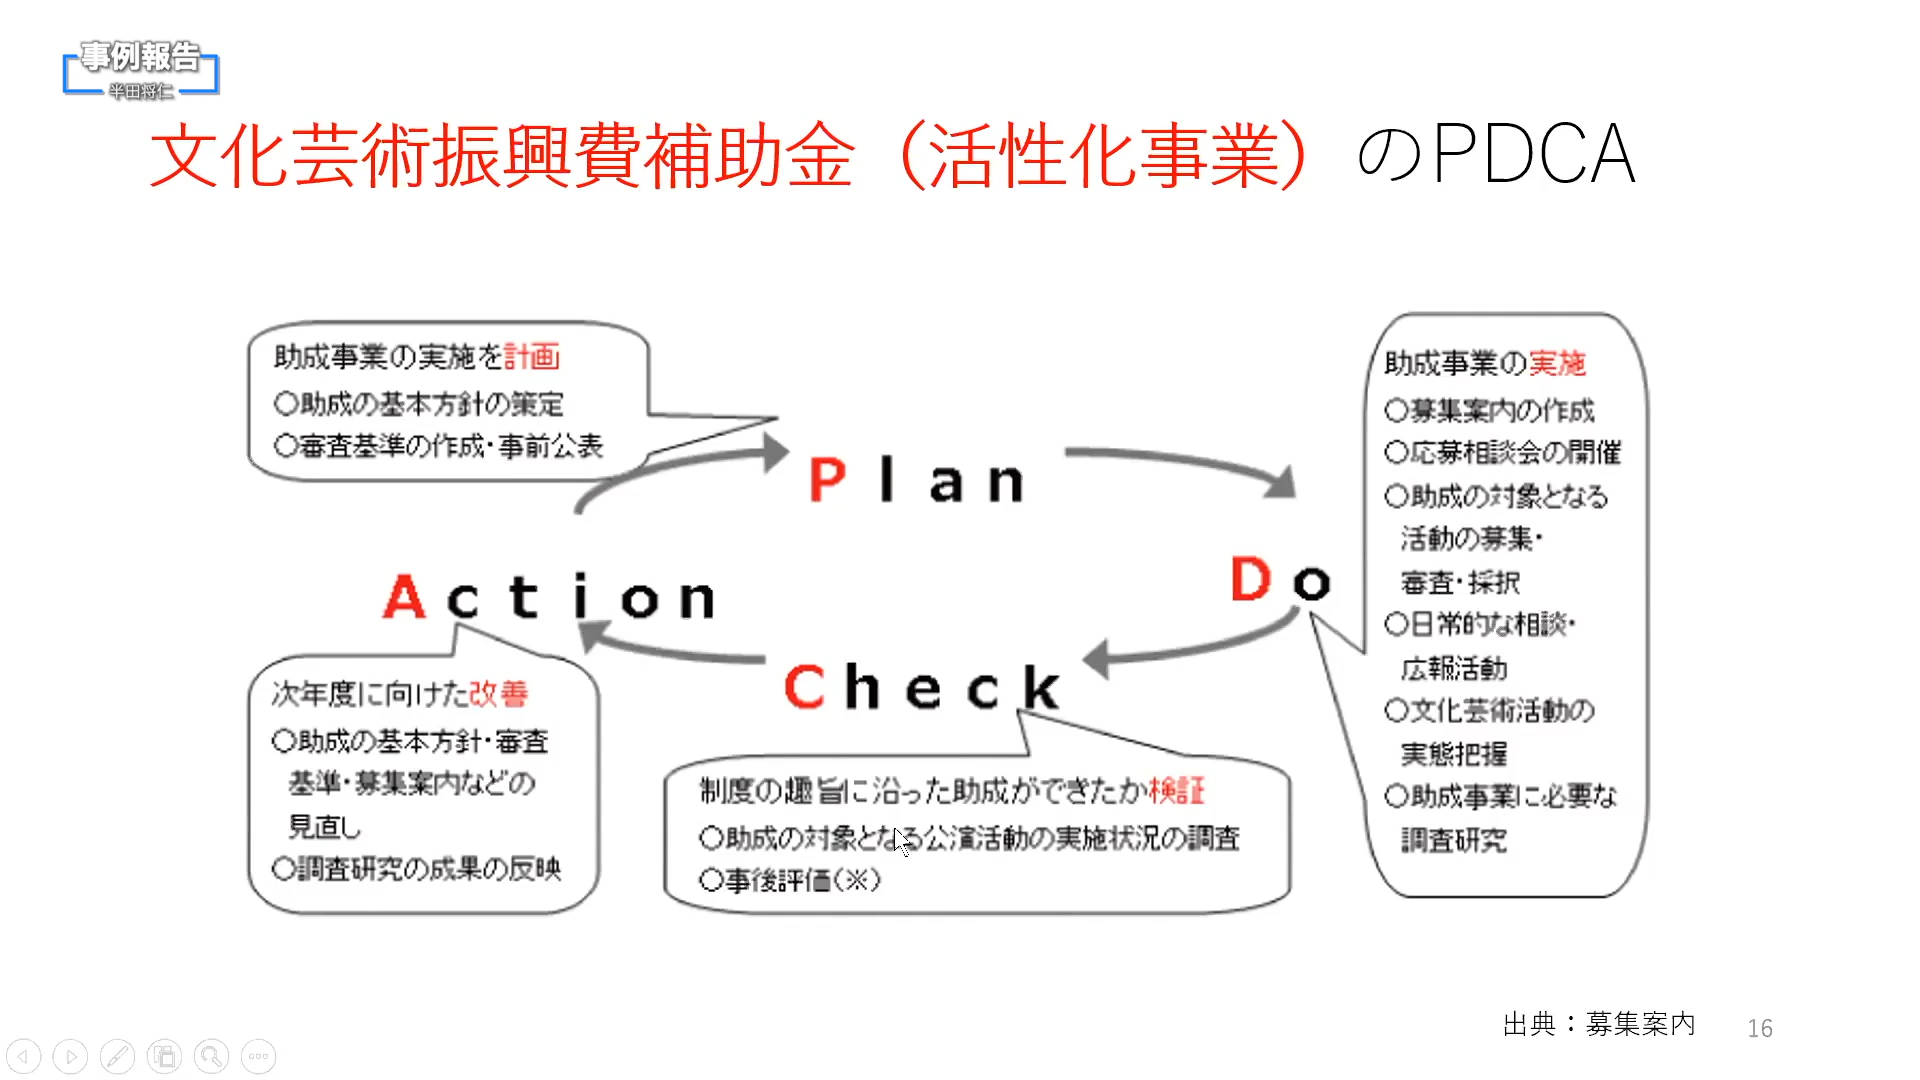 事例報告
半田将仁
文化芸術振興費補助金（活性化事業）のPDCA
助成事業の実施を計画
○助成の基本方針の策定
○審査基準の作成・事前公表
Plan
助成事業の実施
○募集案内の作成
○応募相談会の開催
○助成の対象となる
活動の募集・
審査・採択
○日常的な相談・
広報活動
○文化芸術活動の
実態把握
○助成事業に必要な
調査研究
Do
Check
制度の趣旨に沿った助成ができたか検証
○助成の対象となる公演活動の実施状況の調査
○事後評価(※)
Action
次年度に向けた改善
○助成の基本方針・審査
基準・募集案内などの
見直し
○調査研究の成果の反映
出典：募集案内
16